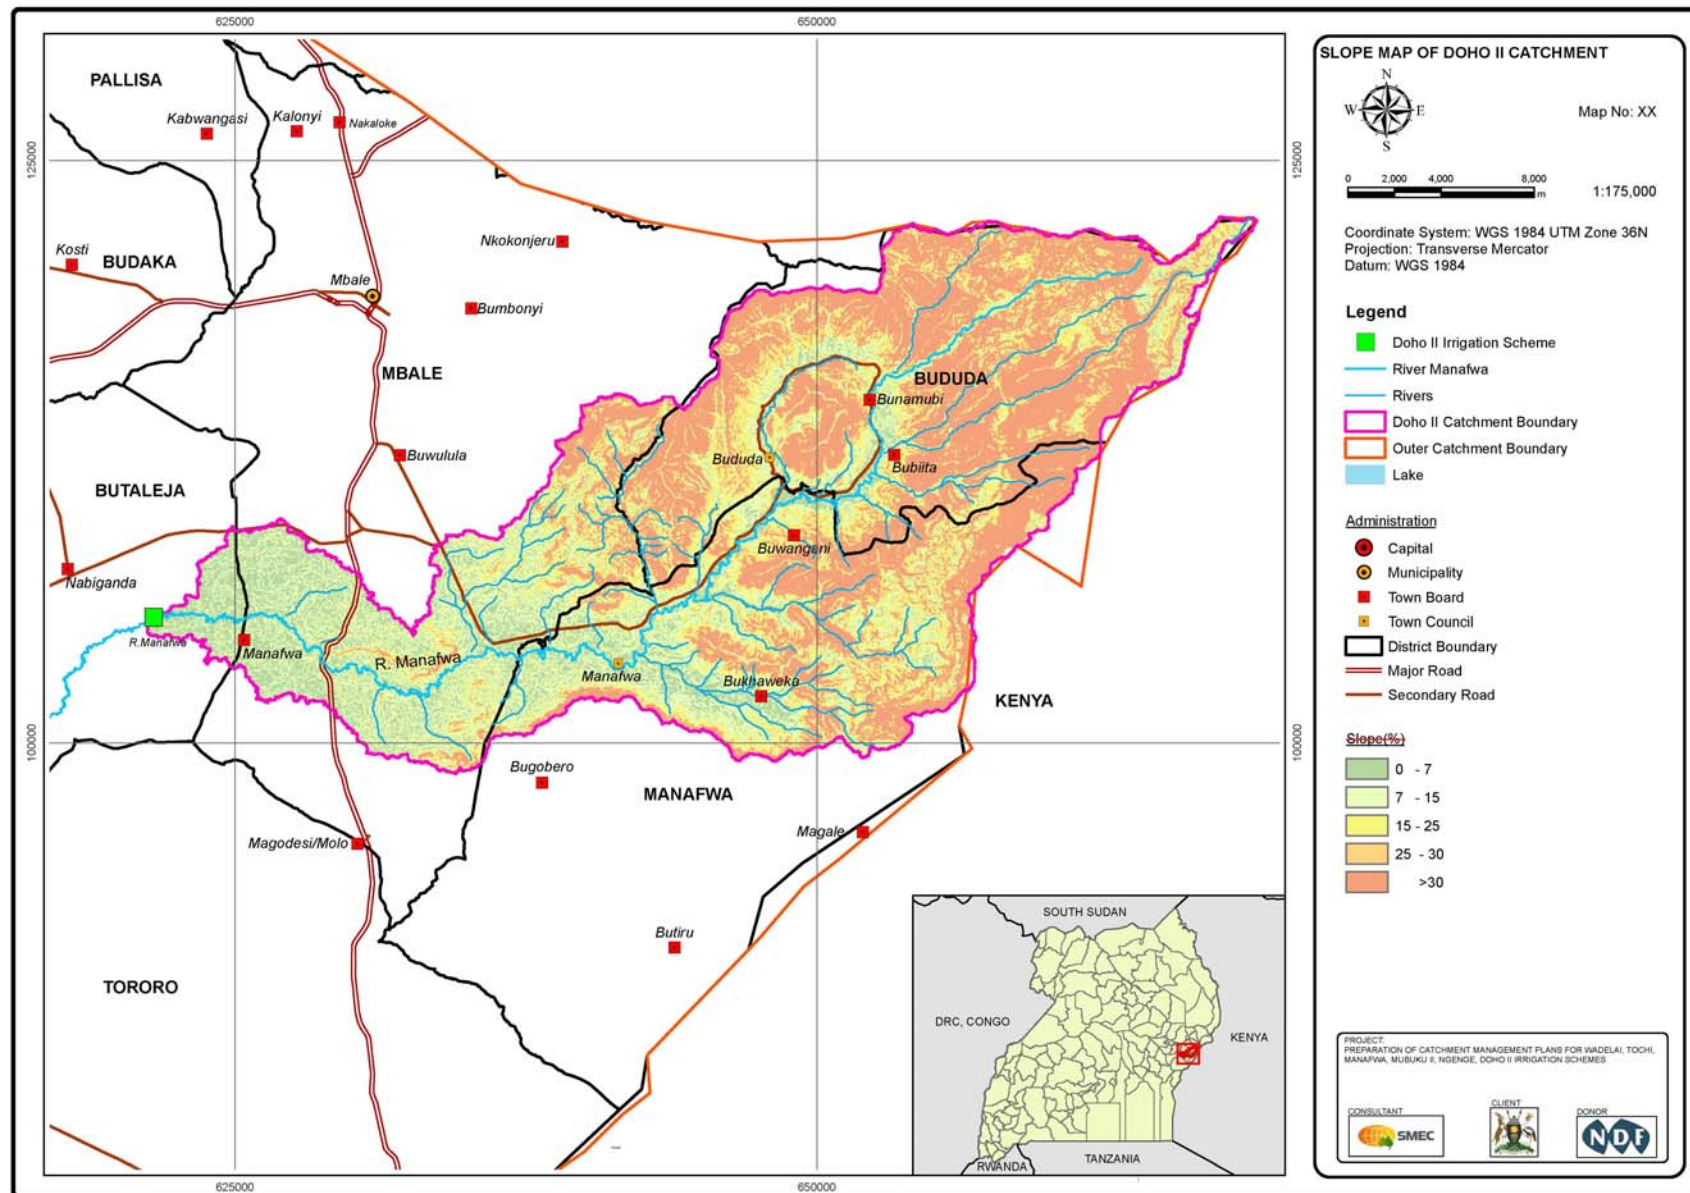 625000
650000
PALLISA
Kabwangasi
Kalonyi
Nakaloke
125000
125000
Kosti
BUDAKA
Nkokonjeru
Mbale
Bumbonyi
MBALE
BUDUDA
Bunamubi
Buwulula
Bududa
Bubiita
BUTALEJA
Buwangani
Nabiganda
R.Manafwa
Manafwa
R. Manafwa
Manafwa
Bukhaweka
KENYA
100000
100000
Bugobero
MANAFWA
Magodesi/Molo
Magale
Butiru
TORORO
SOUTH SUDAN
DRC, CONGO
KENYA
RWANDA
TANZANIA
625000
650000
SLOPE MAP OF DOHO II CATCHMENT
N
W E
S
Map No: XX
0 2,000 4,000 8,000
m
1:175,000
Coordinate System: WGS 1984 UTM Zone 36N
Projection: Transverse Mercator
Datum: WGS 1984
Legend
Doho II Irrigation Scheme
River Manafwa
Rivers
Doho II Catchment Boundary
Outer Catchment Boundary
Lake
Administration
Capital
Municipality
Town Board
Town Council
District Boundary
Major Road
Secondary Road
Slope(%)
0 - 7
7 - 15
15 - 25
25 - 30
>30
PROJECT:
PREPARATION OF CATCHMENT MANAGEMENT PLANS FOR WADELAI, TOCHI,
MANAFWA, MUBUKU II, NGENGE, DOHO II IRRIGATION SCHEMES
CONSULTANT
SMEC
CLIENT
DONOR
NDF